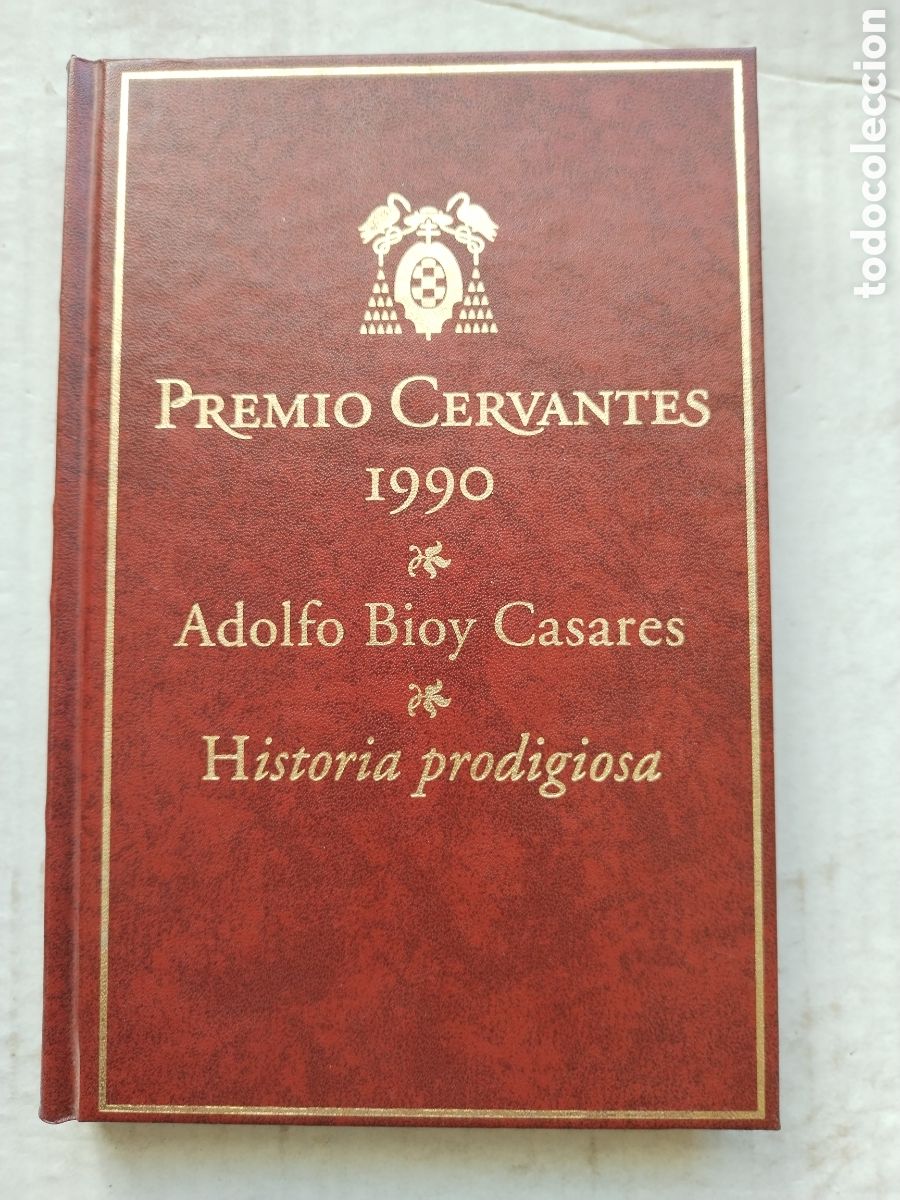 PREMIO CERVANTES
1990
Adolfo Bioy Casares
Historia prodigiosa
todocoleccion